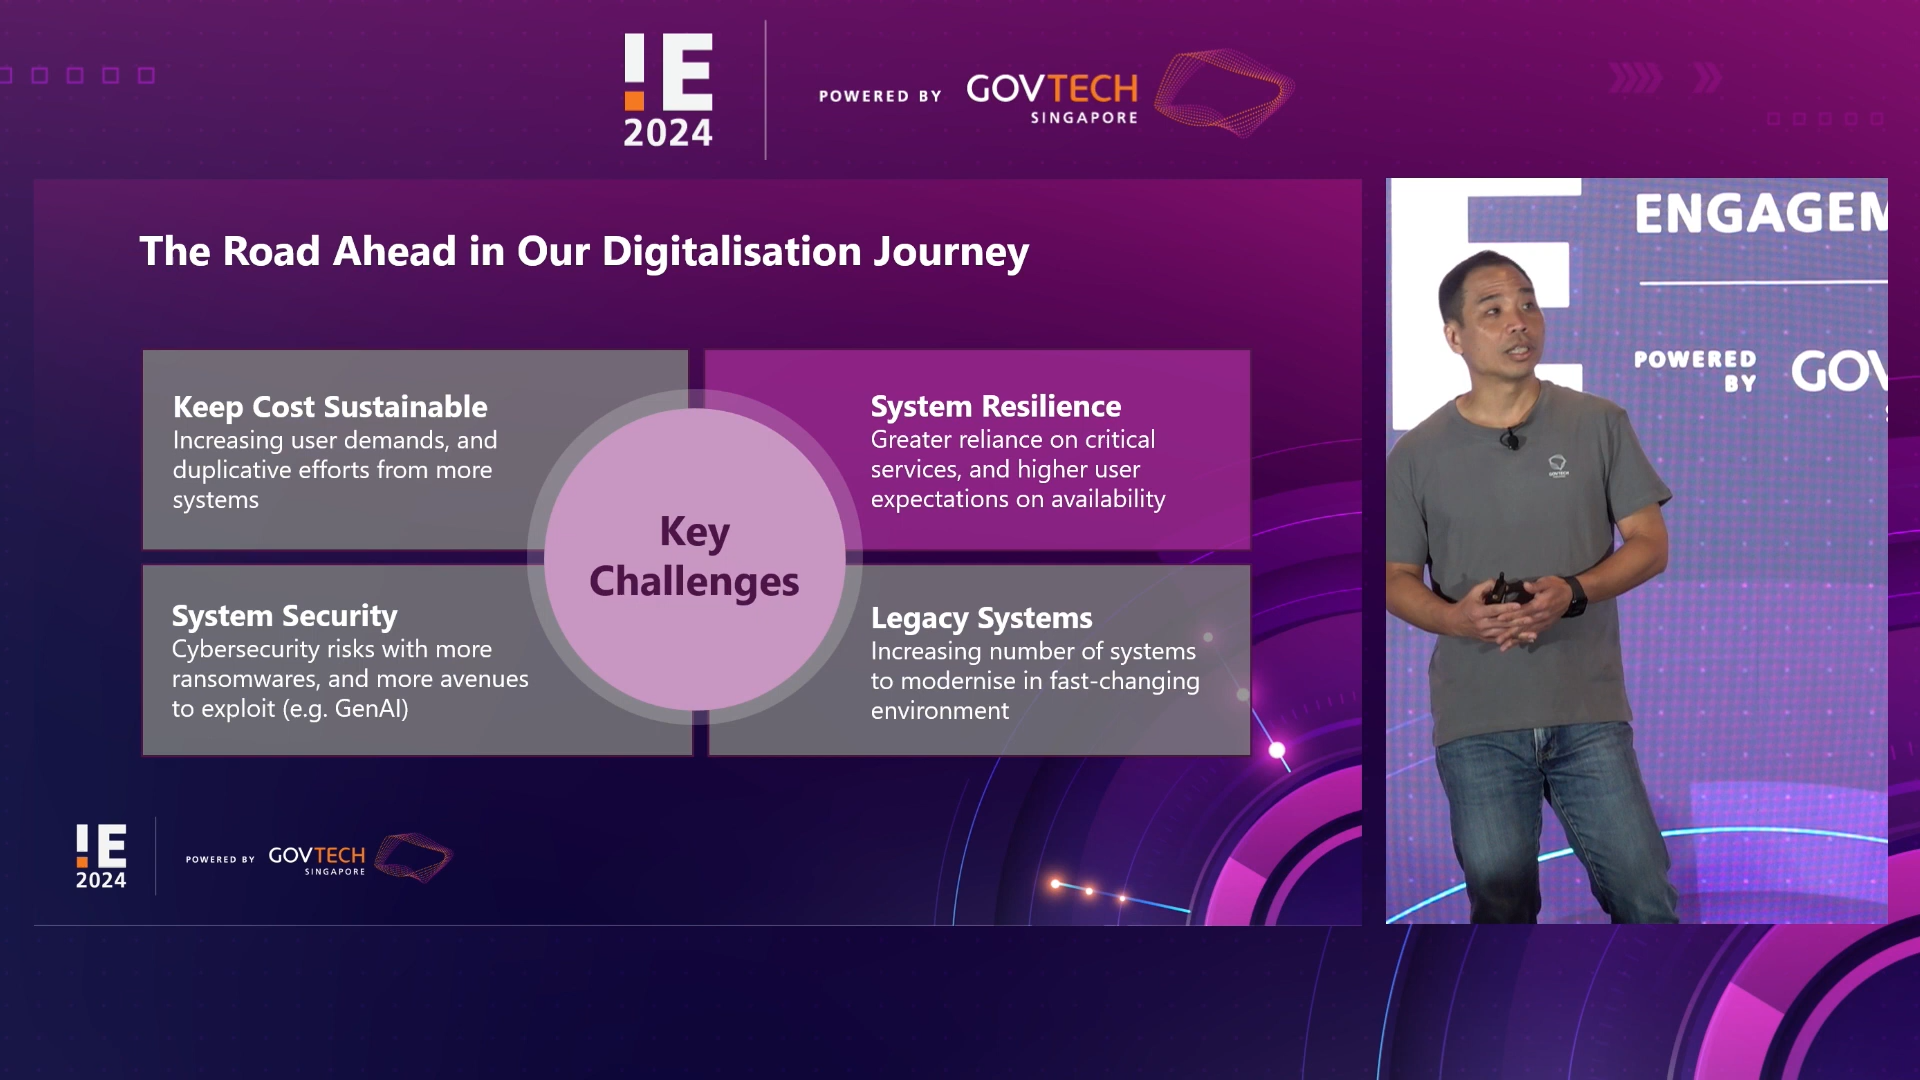 !E
2024
POWERED BY
GOVTECH
SINGAPORE
The Road Ahead in Our Digitalisation Journey
Keep Cost Sustainable
Increasing user demands, and
duplicative efforts from more
systems
System Resilience
Greater reliance on critical
services, and higher user
expectations on availability
Key
Challenges
System Security
Cybersecurity risks with more
ransomwares, and more avenues
to exploit (e.g. GenAI)
Legacy Systems
Increasing number of systems
to modernise in fast-changing
environment
!E
2024
POWERED BY
GOVTECH
SINGAPORE
E
ENGAGEM
POWERED
BY
GOV